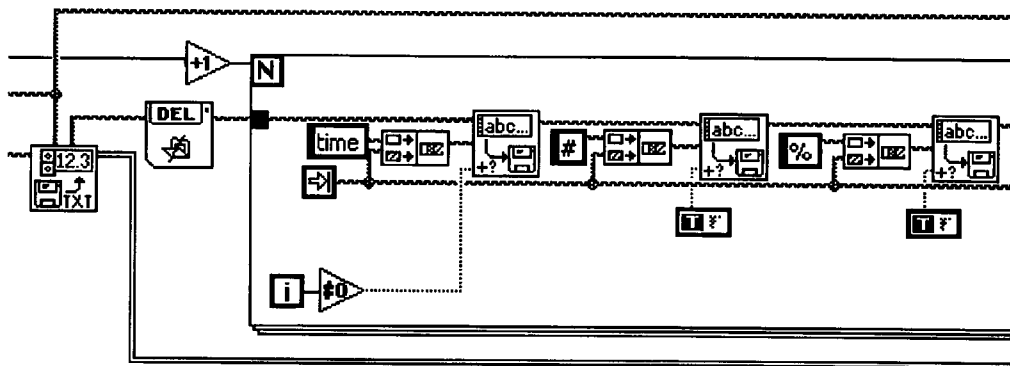 +1
N
DEL
abc...
abc...
abc...
time
#
%
12.3
+?
+?
+?
TXT
T
T
i
≠0